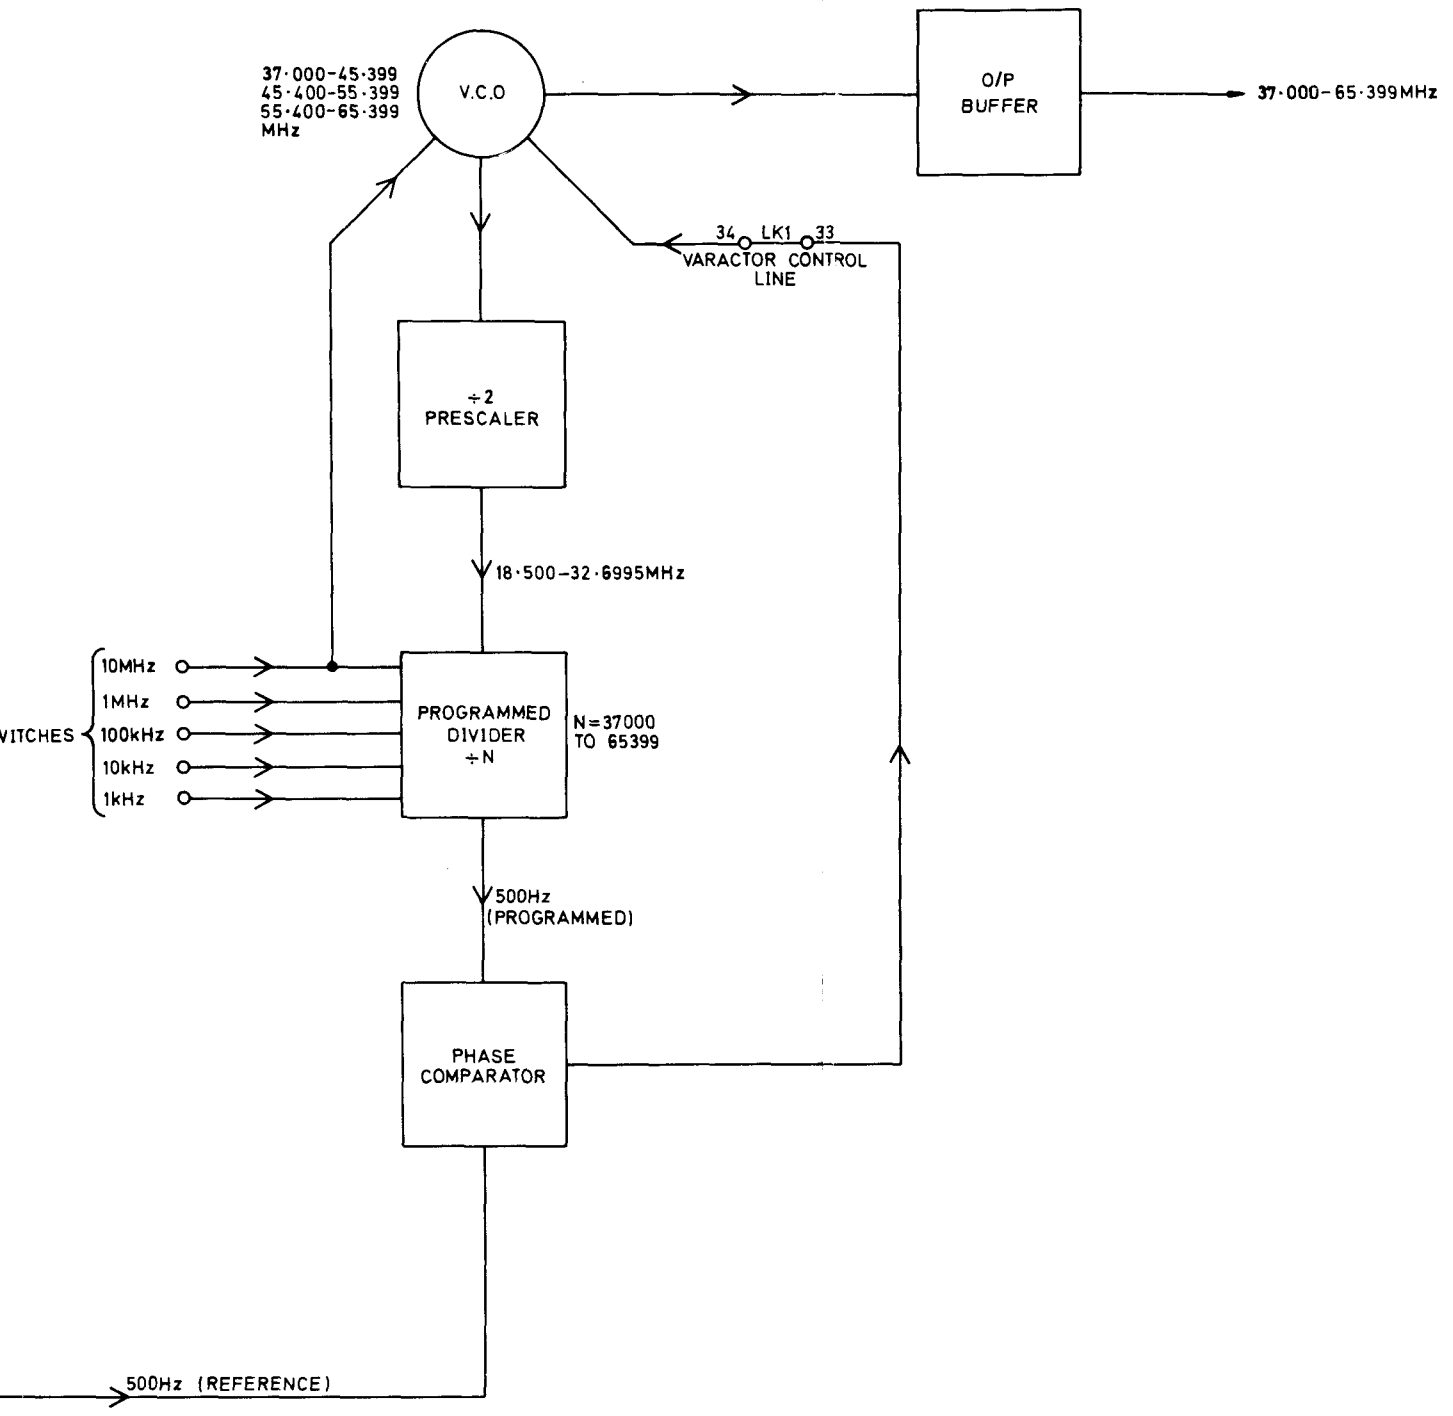 37·000-45·399
45·400-55·399
55·400-65·399
MHz
V.C.O
O/P
BUFFER
37·000-65·399MHz
34 LK1 33
VARACTOR CONTROL
LINE
÷2
PRESCALER
18·500-32·6995MHz
10MHz
1MHz
VITCHES 100kHz
10kHz
1kHz
PROGRAMMED
DIVIDER
÷N
N=37000
TO 65399
500Hz
(PROGRAMMED)
PHASE
COMPARATOR
500Hz (REFERENCE)